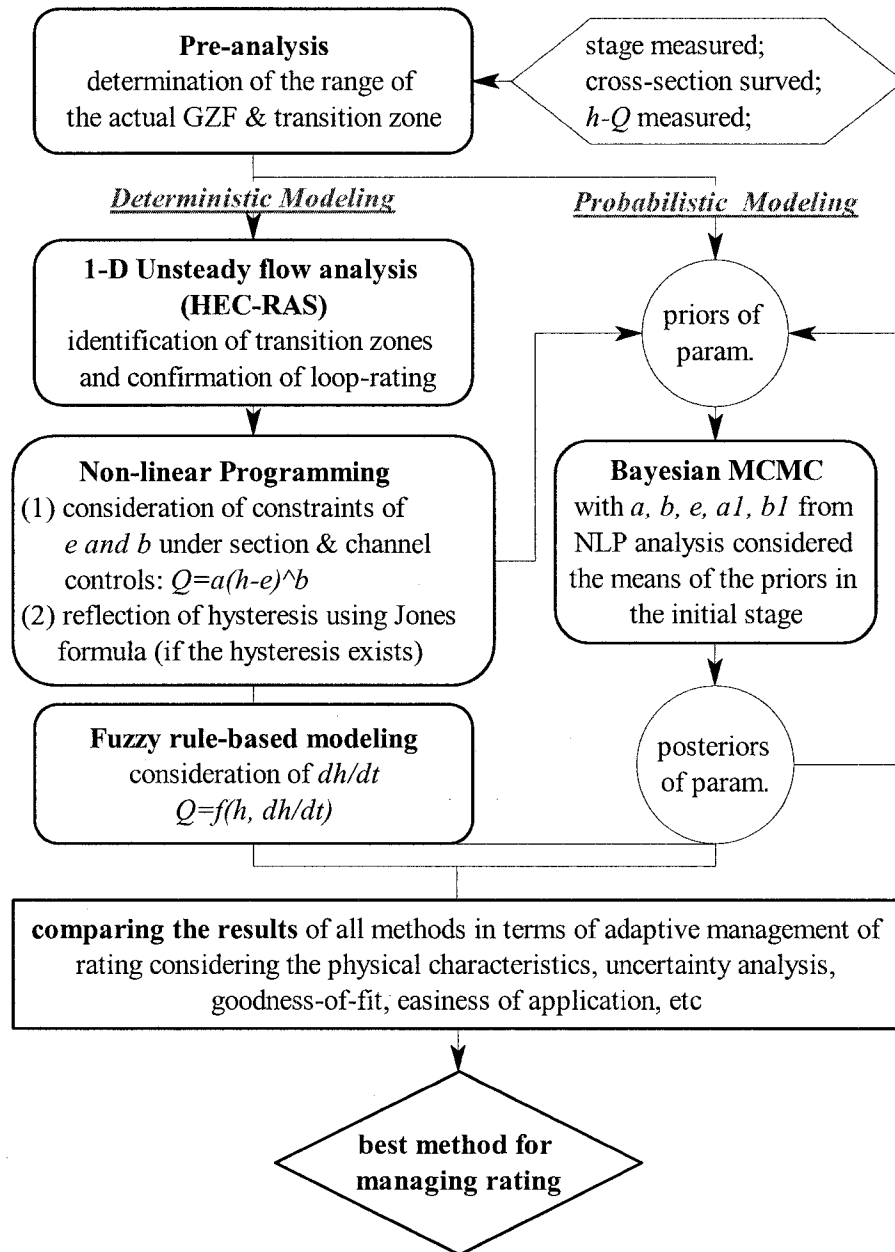 Pre-analysis
determination of the range of
the actual GZF & transition zone
stage measured;
cross-section surved;
h-Q measured;
Deterministic Modeling
Probabilistic Modeling
1-D Unsteady flow analysis
(HEC-RAS)
identification of transition zones
and confirmation of loop-rating
priors of
param.
Non-linear Programming
(1) consideration of constraints of
e and b under section & channel
controls: Q=a(h-e)^b
(2) reflection of hysteresis using Jones
formula (if the hysteresis exists)
Bayesian MCMC
with a, b, e, a1, b1 from
NLP analysis considered
the means of the priors in
the initial stage
Fuzzy rule-based modeling
consideration of dh/dt
Q=f(h, dh/dt)
posteriors
of param.
comparing the results of all methods in terms of adaptive management of
rating considering the physical characteristics, uncertainty analysis,
goodness-of-fit, easiness of application, etc
best method for
managing rating